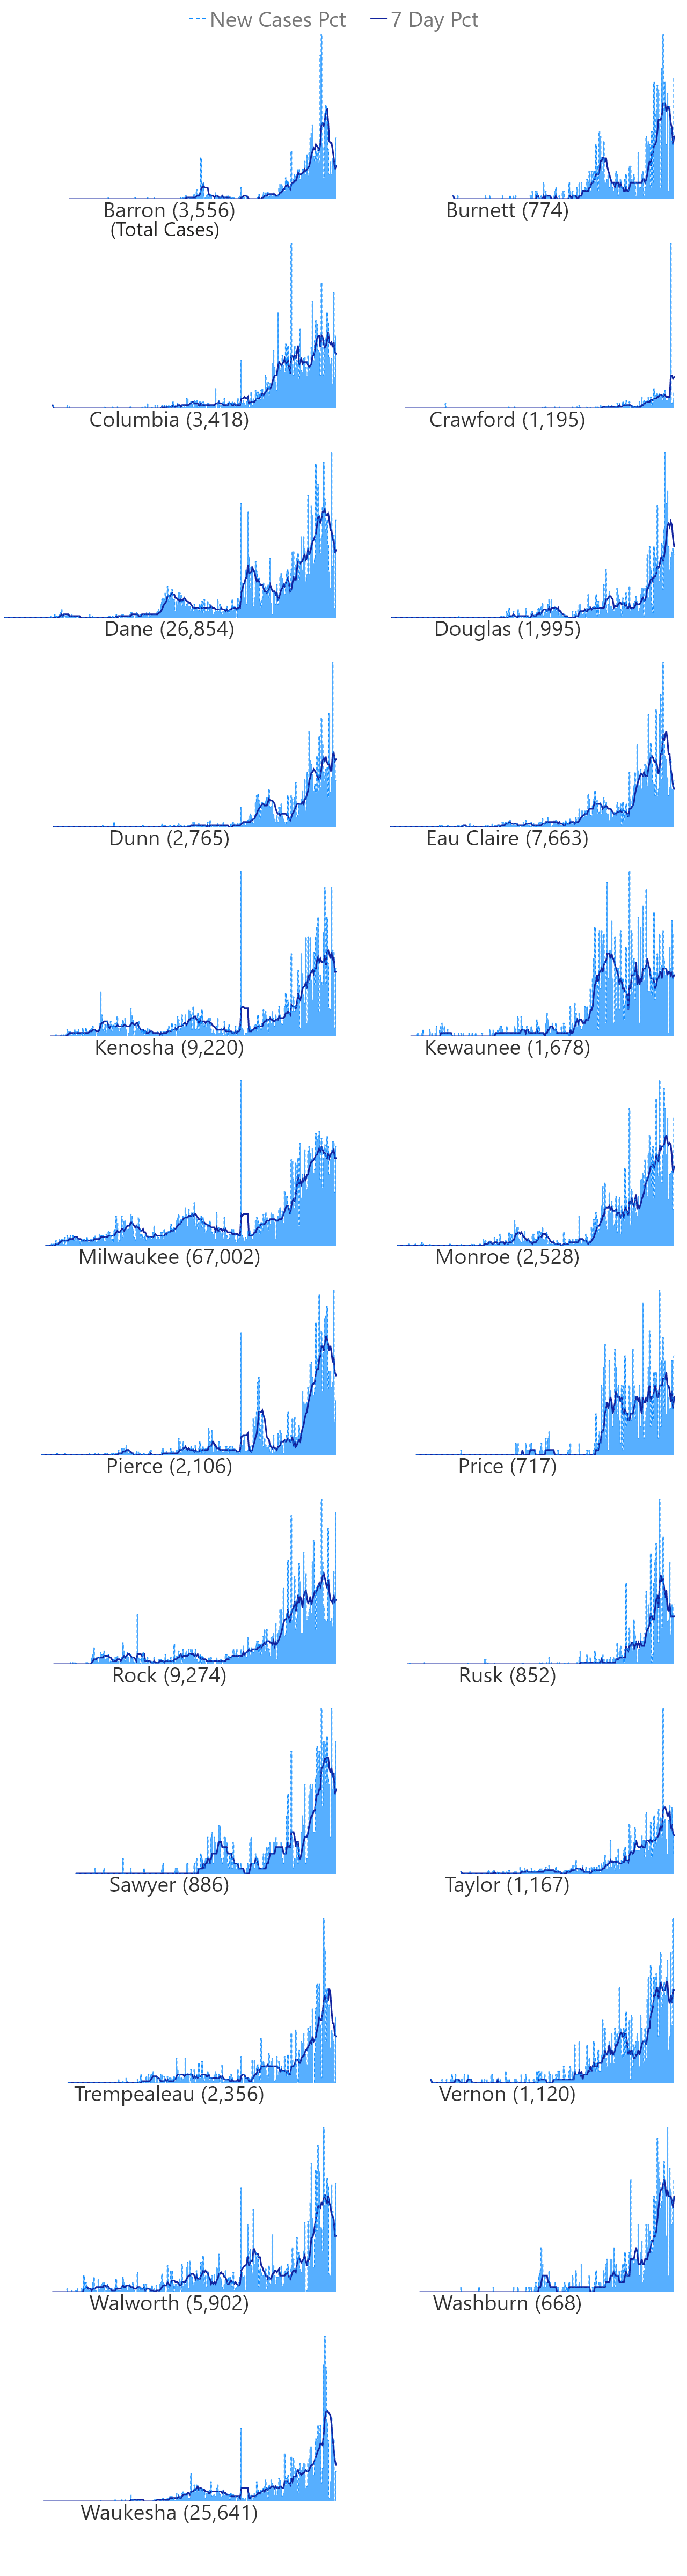 New Cases Pct 7 Day Pct
Barron (3,556) Burnett (774)
(Total Cases)
Columbia (3,418) Crawford (1,195)
Dane (26,854) Douglas (1,995)
Dunn (2,765) Eau Claire (7,663)
Kenosha (9,220) Kewaunee (1,678)
Milwaukee (67,002) Monroe (2,528)
Pierce (2,106) Price (717)
Rock (9,274) Rusk (852)
Sawyer (886) Taylor (1,167)
Trempealeau (2,356) Vernon (1,120)
Walworth (5,902) Washburn (668)
Waukesha (25,641)